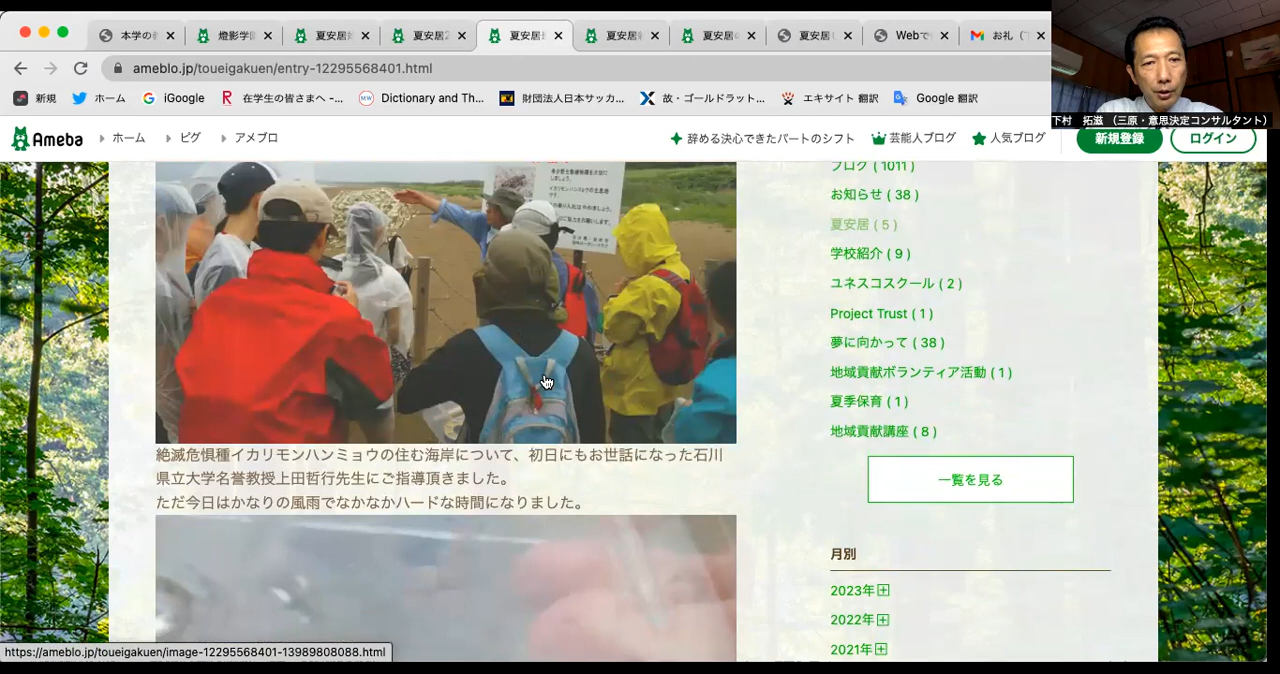 本学の
燈影学園
夏安居
夏安居2
夏安居
夏安居
夏安居
夏安居
Webで
お礼
ameblo.jp/toueigakuen/entry-12295568401.html
新規
ホーム
iGoogle
在学生の皆さまへ -...
Dictionary and Th...
財団法人日本サッカ...
故・ゴールドラット...
エキサイト 翻訳
Google 翻訳
下村 拓滋 (三原・意思決定コンサルタント)
Ameba
ホーム
ピグ
アメブロ
辞める決心できたパートのシフト
芸能人ブログ
人気ブログ
新規登録
ログイン
絶滅危惧種イカリモンハンミョウの住む海岸について、初日にもお世話になった石川
県立大学名誉教授上田哲行先生にご指導頂きました。
ただ今日はかなりの風雨でなかなかハードな時間になりました。
ブログ ( 1011 )
お知らせ ( 38 )
夏安居 ( 5 )
学校紹介 ( 9 )
ユネスコスクール ( 2 )
Project Trust ( 1 )
夢に向かって ( 38 )
地域貢献ボランティア活動 ( 1 )
夏季保育 ( 1 )
地域貢献講座 ( 8 )
一覧を見る
月別
2023年
2022年
2021年
https://ameblo.jp/toueigakuen/image-12295568401-13989808088.html